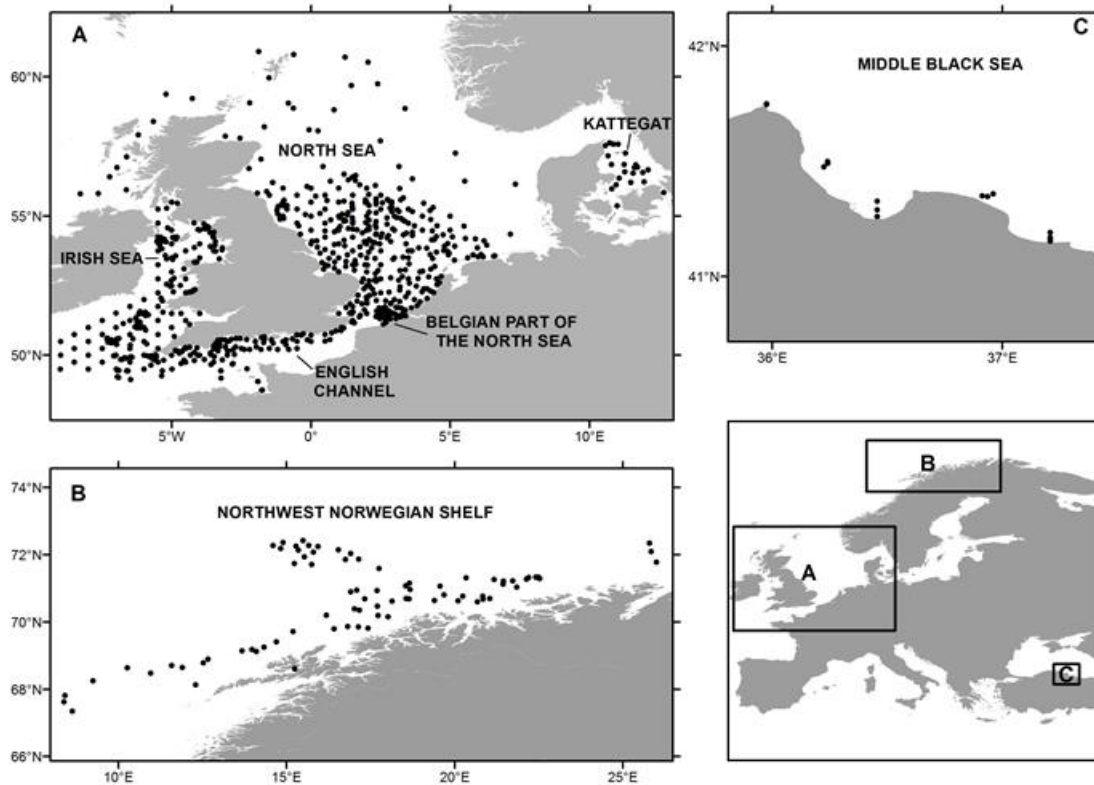 A
60°N
55°N
50°N
NORTH SEA
KATTEGAT
IRISH SEA
BELGIAN PART OF
THE NORTH SEA
ENGLISH
CHANNEL
5°W
0°
5°E
10°E
C
42°N
41°N
MIDDLE BLACK SEA
36°E
37°E
B
74°N
72°N
70°N
68°N
66°N
NORTHWEST NORWEGIAN SHELF
10°E
15°E
20°E
25°E
B
A
C